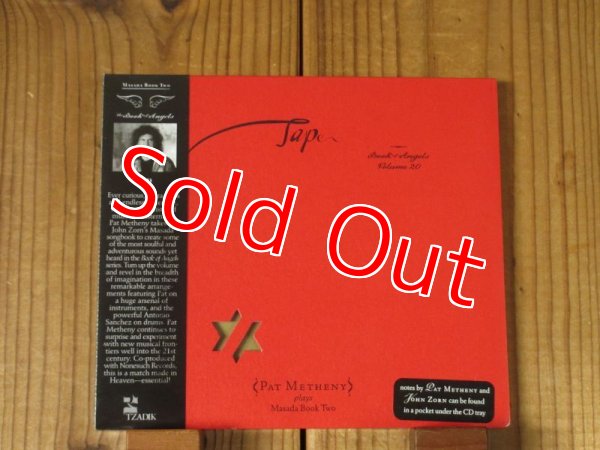 MASADA BOOK TWO
the Book of Angels
Ever curious,
and endless
Pat Metheny
John Zorn's Masada
songbook to create some
of the most soulful and
adventurous sounds yet
heard in the Book of Angels
series. Turn up the volume
and revel in the breadth
of imagination in these
remarkable arrange-
ments featuring Pat on
a huge arsenal of
instruments, and the
powerful Antonio
Sanchez on drums. Pat
Metheny continues to
surprise and experiment
with new musical fron-
tiers well into the 21st
century. Co-produced
with Nonesuch Records,
this is a match made in
Heaven—essential!
TZADIK
Tap
Book of Angels
Volume 20
Sold Out
{PAT METHENY}
plays
Masada Book Two
notes by PAT METHENY and
JOHN ZORN can be found
in a pocket under the CD tray